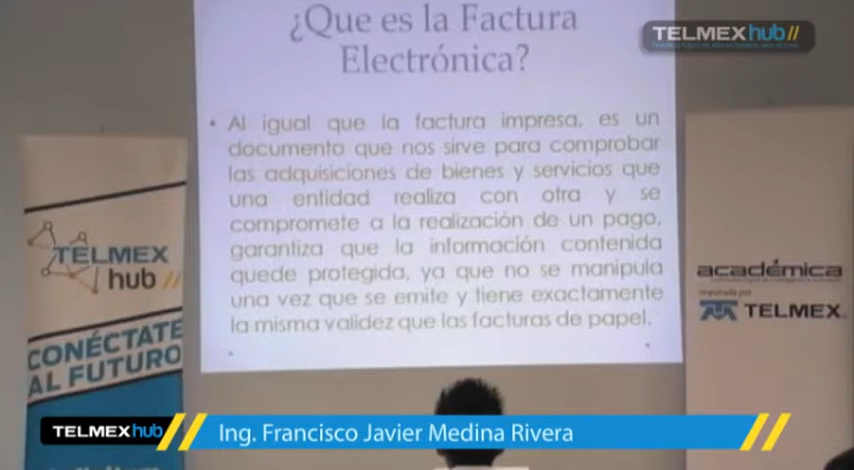 ¿Que es la Factura
Electrónica?
TELMEXhub//
• Al igual que la factura impresa, es un
documento que nos sirve para comprobar
las adquisiciones de bienes y servicios que
una entidad realiza con otra y se
compromete a la realización de un pago,
garantiza que la información contenida
quede protegida, ya que no se manipula
una vez que se emite y tiene exactamente
la misma validez que las facturas de papel.
TELMEX
hub //
CONÉCTATE
AL FUTURO
académica
impulsada por
TELMEX.
TELMEXhub
Ing. Francisco Javier Medina Rivera